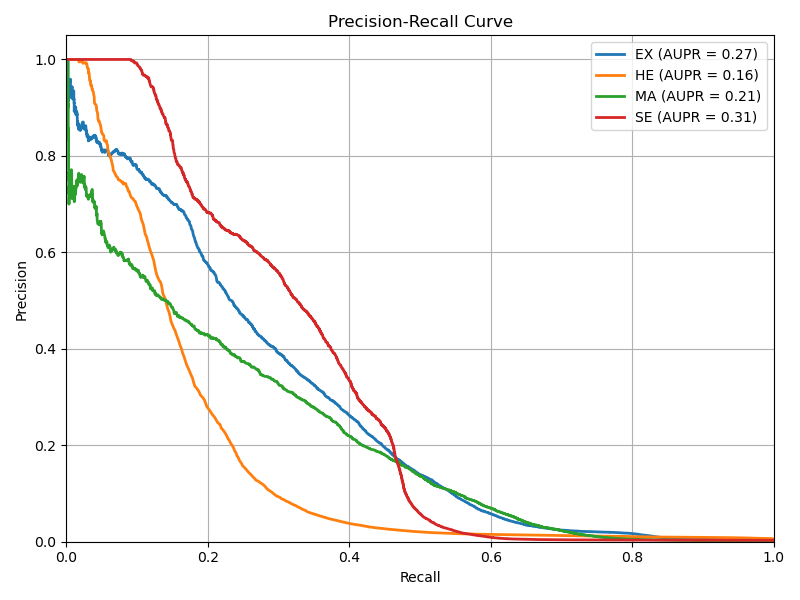 Precision-Recall Curve
EX (AUPR = 0.27)
HE (AUPR = 0.16)
MA (AUPR = 0.21)
SE (AUPR = 0.31)
Precision
1.0
0.8
0.6
0.4
0.2
0.0
0.0 0.2 0.4 0.6 0.8 1.0
Recall